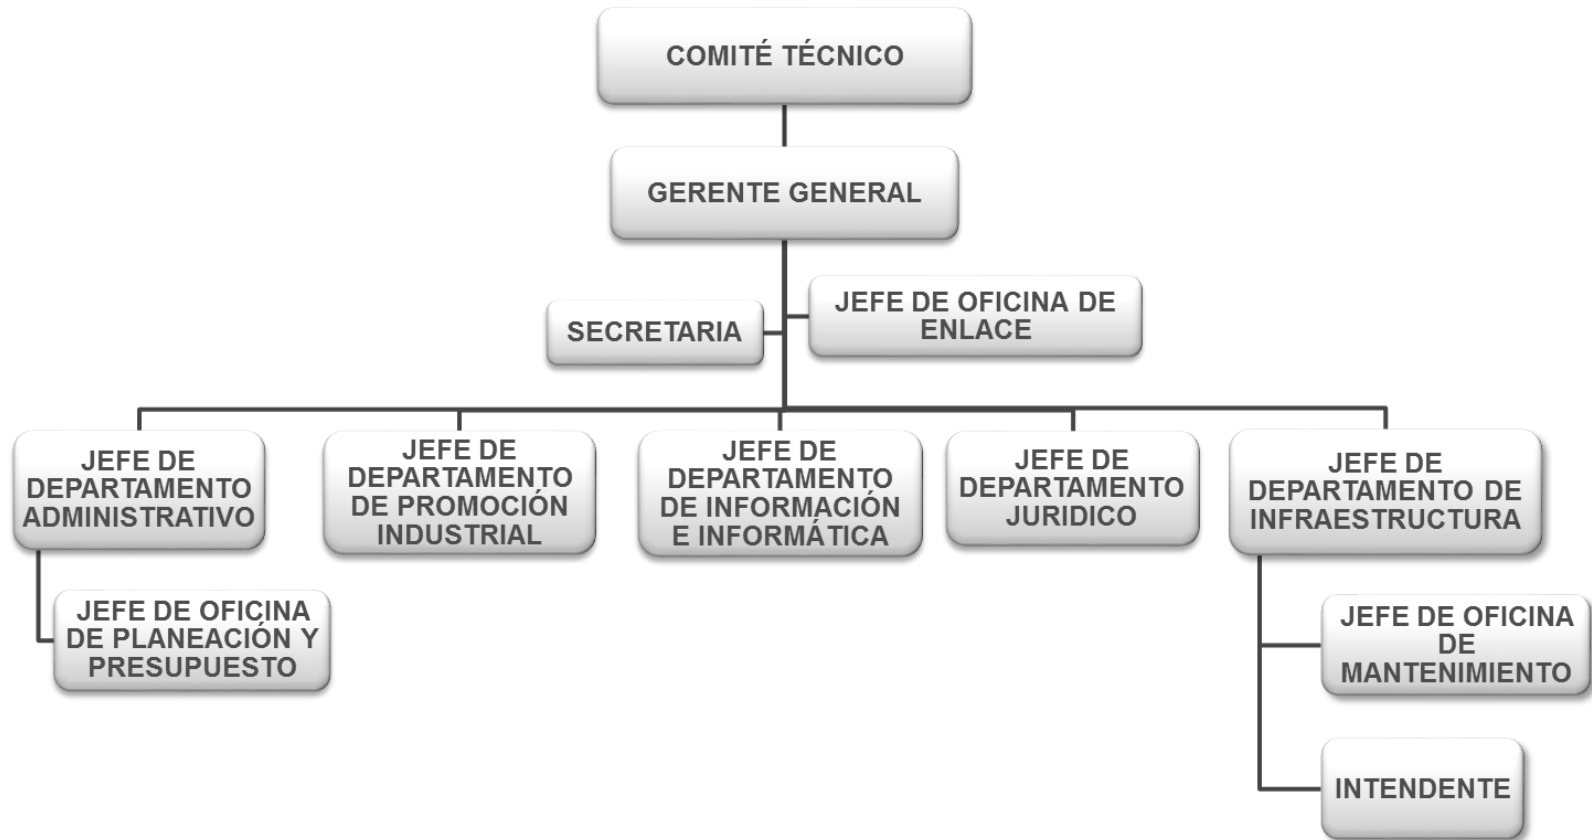 COMITÉ TÉCNICO
GERENTE GENERAL
JEFE DE OFICINA DE
ENLACE
SECRETARIA
JEFE DE
DEPARTAMENTO
ADMINISTRATIVO
JEFE DE
DEPARTAMENTO
DE PROMOCIÓN
INDUSTRIAL
JEFE DE
DEPARTAMENTO
DE INFORMACIÓN
E INFORMÁTICA
JEFE DE
DEPARTAMENTO
JURIDICO
JEFE DE
DEPARTAMENTO DE
INFRAESTRUCTURA
JEFE DE OFICINA
DE PLANEACIÓN Y
PRESUPUESTO
JEFE DE OFICINA
DE
MANTENIMIENTO
INTENDENTE